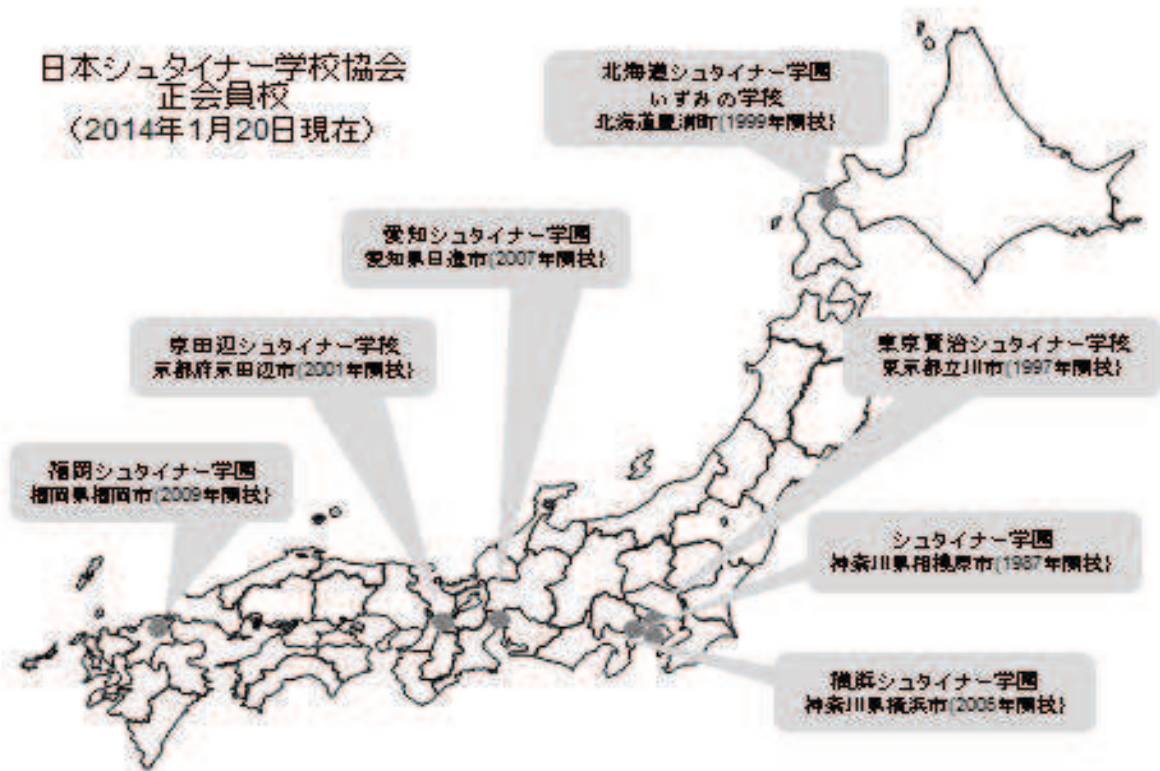 日本シュタイナー学校協会
正会員校
〈2014年1月20日現在〉
北海道シュタイナー学園
いずみの学校
北海道豊浦町(1999年開校)
愛知シュタイナー学園
愛知県日進市(2007年開校)
京田辺シュタイナー学校
京都府京田辺市(2001年開校)
東京賢治シュタイナー学校
東京都立川市(1997年開校)
福岡シュタイナー学園
福岡県福岡市(2009年開校)
シュタイナー学園
神奈川県相模原市(1987年開校)
横浜シュタイナー学園
神奈川県横浜市(2005年開校)